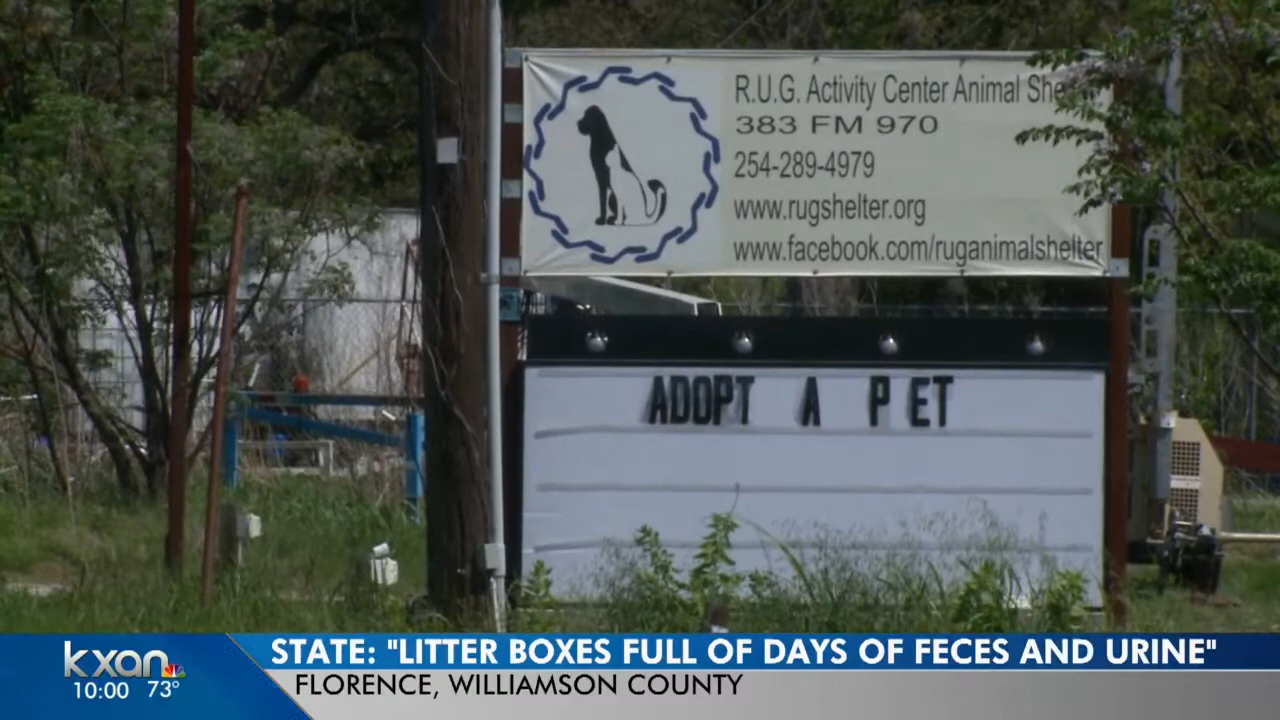 R.U.G. Activity Center Animal
383 FM 970
254-289-4979
www.rugshelter.org
www.facebook.com/ruganimalshelter
ADOPT A PET
kxan
10:00 73°
STATE: "LITTER BOXES FULL OF DAYS OF FECES AND URINE"
FLORENCE, WILLIAMSON COUNTY